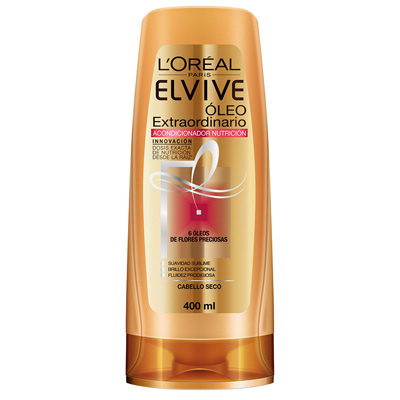 L'ORÉAL
PARIS
ELVIVE
ÓLEO
Extraordinario
ACONDICIONADOR NUTRICIÓN
INNOVACIÓN
DOSIS EXACTA
DE NUTRICIÓN
DESDE LA RAÍZ*
6 ÓLEOS
DE FLORES PRECIOSAS
SUAVIDAD SUBLIME
BRILLO EXCEPCIONAL
FLUIDEZ PRODIGIOSA
CABELLO SECO
400 ml